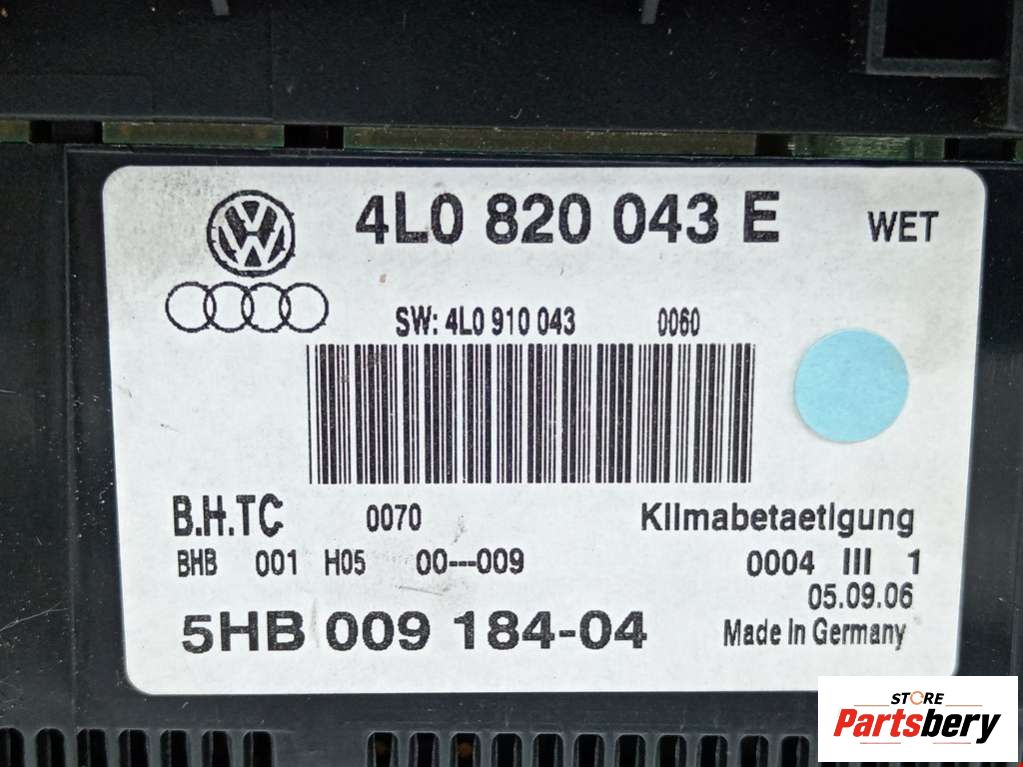 4L0 820 043 E WET
SW: 4L0 910 043 0060
B.H.TC 0070 Klimabetaetigung
BHB 001 H05 00---009 0004 III 1
05.09.06
5HB 009 184-04 Made In Germany
STORE
Partsbery